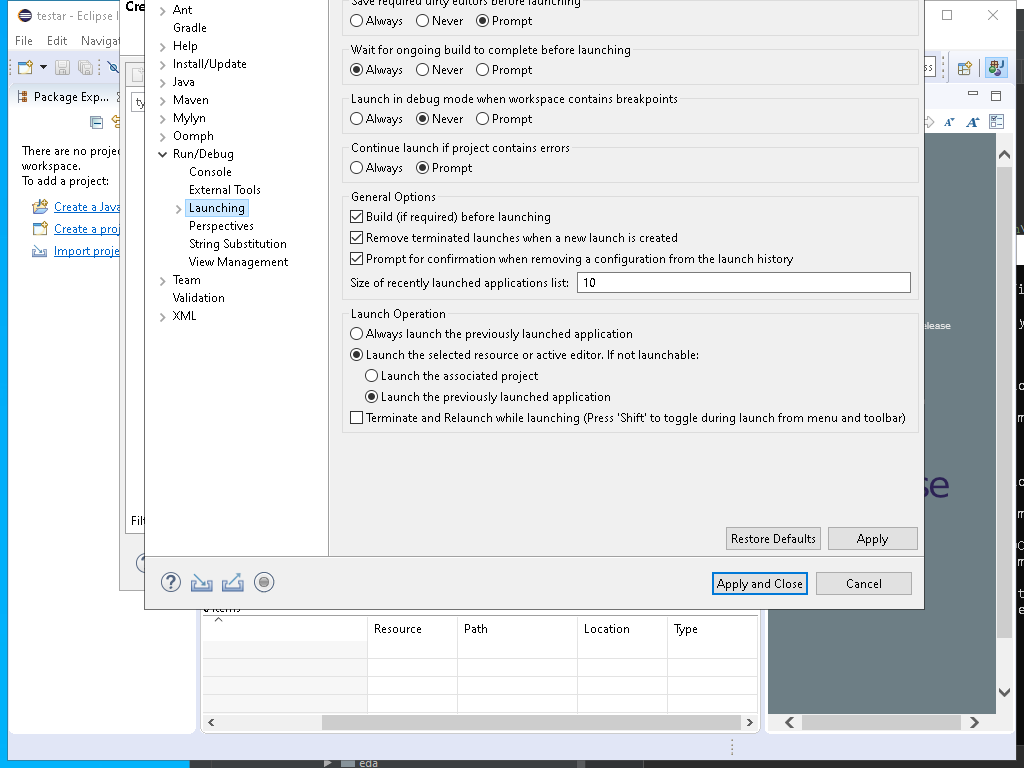 testar - Eclipse I
File Edit Navigat
Cre
Package Exp...
ty
There are no proje
workspace.
To add a project:
Create a Java
Create a proj
Import proje
Filt
Ant
Gradle
Help
Install/Update
Java
Maven
Mylyn
Oomph
Run/Debug
Console
External Tools
Launching
Perspectives
String Substitution
View Management
Team
Validation
XML
Save required dirty editors before launching
Always Never Prompt
Wait for ongoing build to complete before launching
Always Never Prompt
Launch in debug mode when workspace contains breakpoints
Always Never Prompt
Continue launch if project contains errors
Always Prompt
General Options
Build (if required) before launching
Remove terminated launches when a new launch is created
Prompt for confirmation when removing a configuration from the launch history
Size of recently launched applications list: 10
Launch Operation
Always launch the previously launched application
Launch the selected resource or active editor. If not launchable:
Launch the associated project
Launch the previously launched application
Terminate and Relaunch while launching (Press 'Shift' to toggle during launch from menu and toolbar)
Restore Defaults Apply
Apply and Close Cancel
items
Resource Path Location Type
elease
se
eda